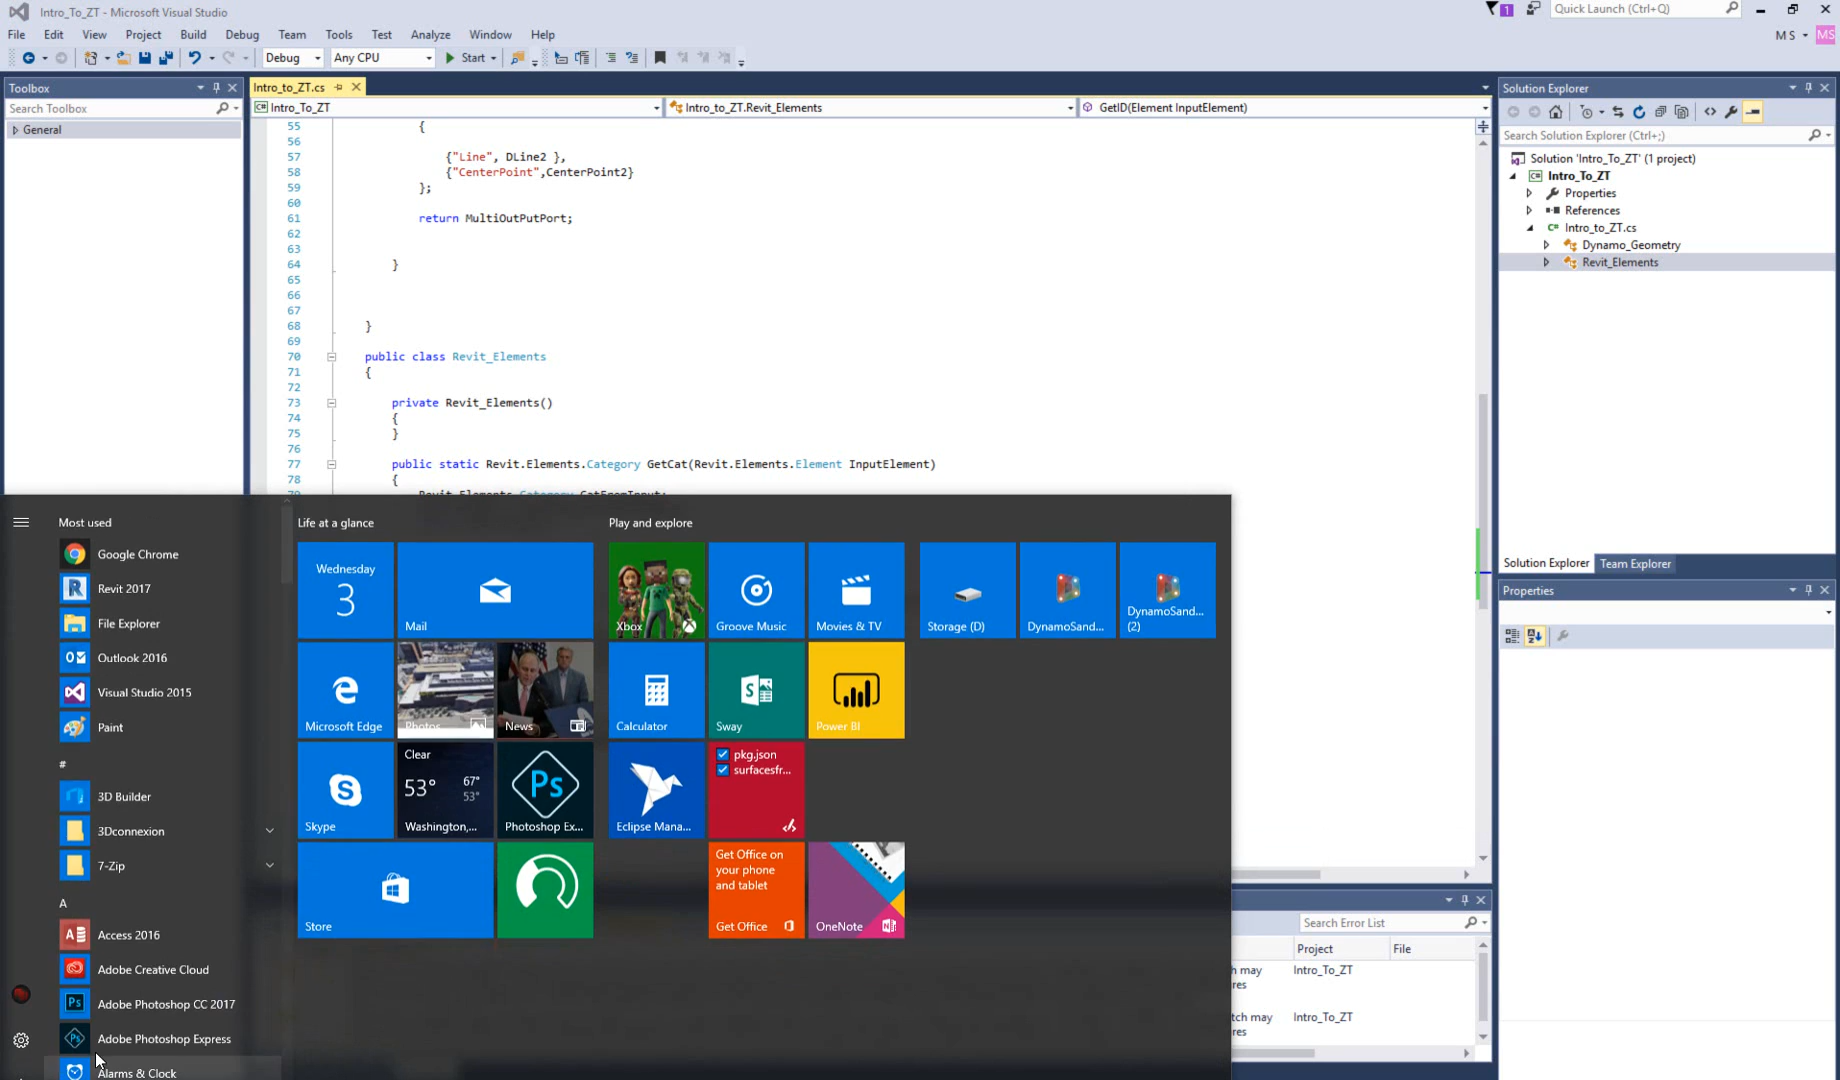 Intro_To_ZT - Microsoft Visual Studio
1
Quick Launch (Ctrl+Q)
File Edit View Project Build Debug Team Tools Test Analyze Window Help
M S
MS
Debug
Any CPU
Start
Toolbox
Search Toolbox
General
Intro_to_ZT.cs
Intro_To_ZT
Intro_to_ZT.Revit_Elements
GetID(Element InputElement)
55 {
56
57 {"Line", DLine2 },
58 {"CenterPoint",CenterPoint2}
59 };
60
61 return MultiOutPutPort;
62
63
64 }
65
66
67
68 }
69
70 public class Revit_Elements
71 {
72
73 private Revit_Elements()
74 {
75 }
76
77 public static Revit.Elements.Category GetCat(Revit.Elements.Element InputElement)
78 {
79 Revit.Elements.Category CatFromInput;
Solution Explorer
Search Solution Explorer (Ctrl+;)
Solution 'Intro_To_ZT' (1 project)
Intro_To_ZT
Properties
References
Intro_to_ZT.cs
Dynamo_Geometry
Revit_Elements
Solution Explorer
Team Explorer
Properties
Most used
Google Chrome
Revit 2017
File Explorer
Outlook 2016
Visual Studio 2015
Paint
#
3D Builder
3Dconnexion
7-Zip
A
Access 2016
Adobe Creative Cloud
Adobe Photoshop CC 2017
Adobe Photoshop Express
Alarms & Clock
Life at a glance
Wednesday
3
Mail
Microsoft Edge
Photos
News
Skype
Clear
53°
67°
53°
Washington,...
Ps
Photoshop Ex...
Store
Play and explore
Xbox
Groove Music
Movies & TV
Calculator
Sway
Power BI
Eclipse Mana...
pkg.json
surfacesfr...
Get Office on
your phone
and tablet
Get Office
OneNote
Storage (D)
DynamoSand...
DynamoSand...
(2)
Search Error List
Project
File
h may
res
Intro_To_ZT
tch may
res
Intro_To_ZT